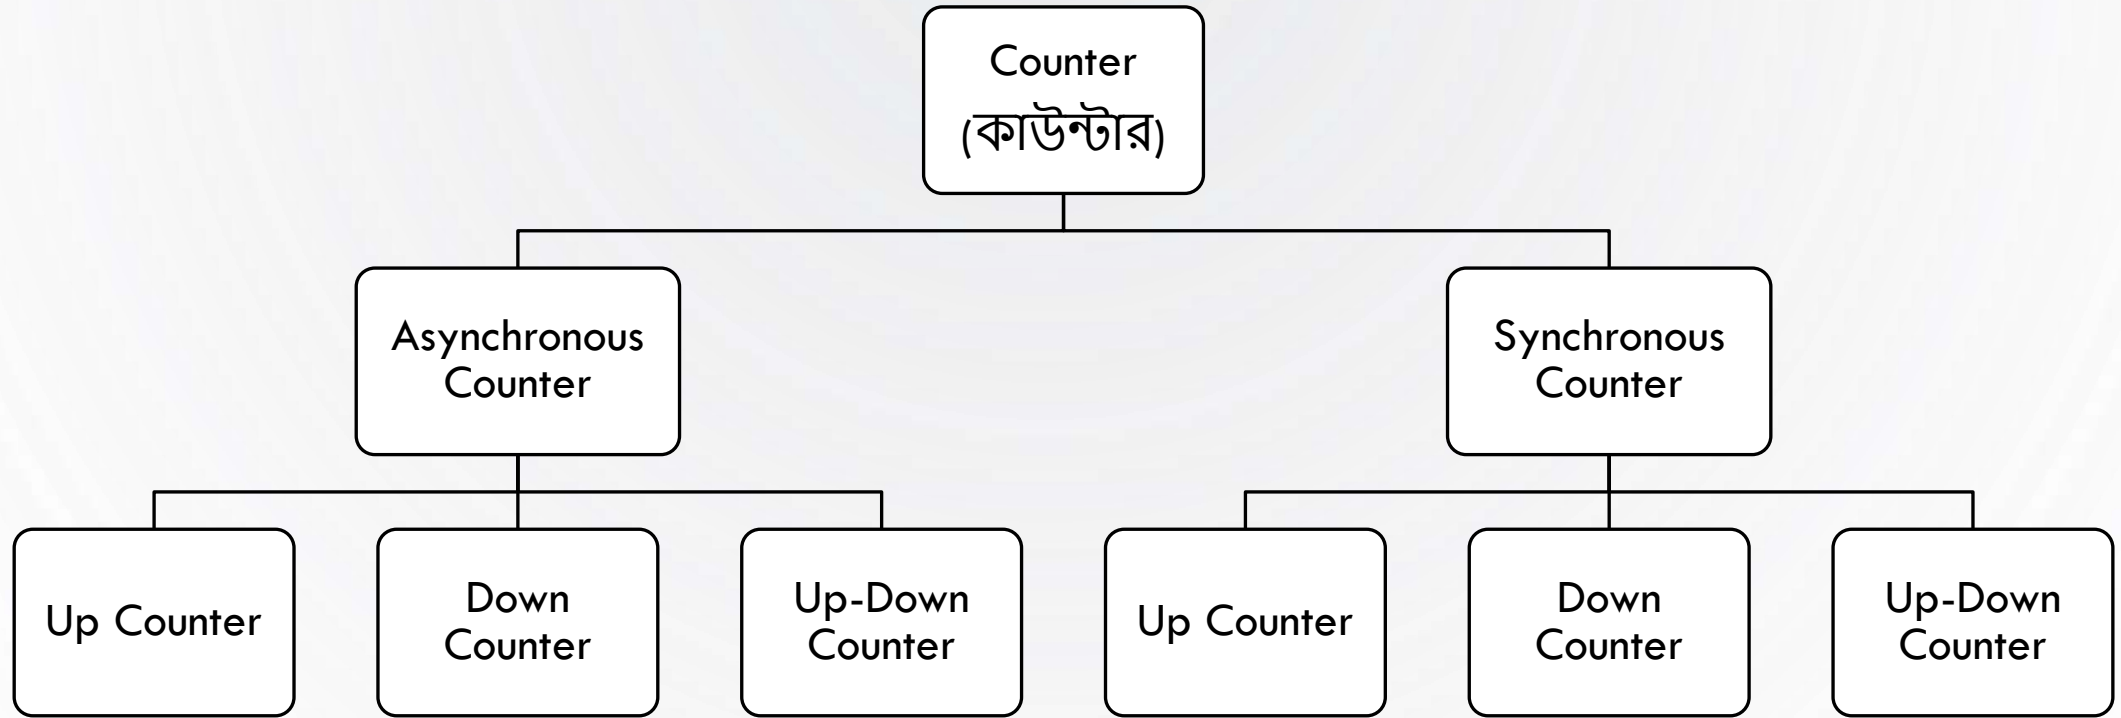 Counter
(কাউন্টার)
Asynchronous
Counter
Synchronous
Counter
Up Counter
Down
Counter
Up-Down
Counter
Up Counter
Down
Counter
Up-Down
Counter